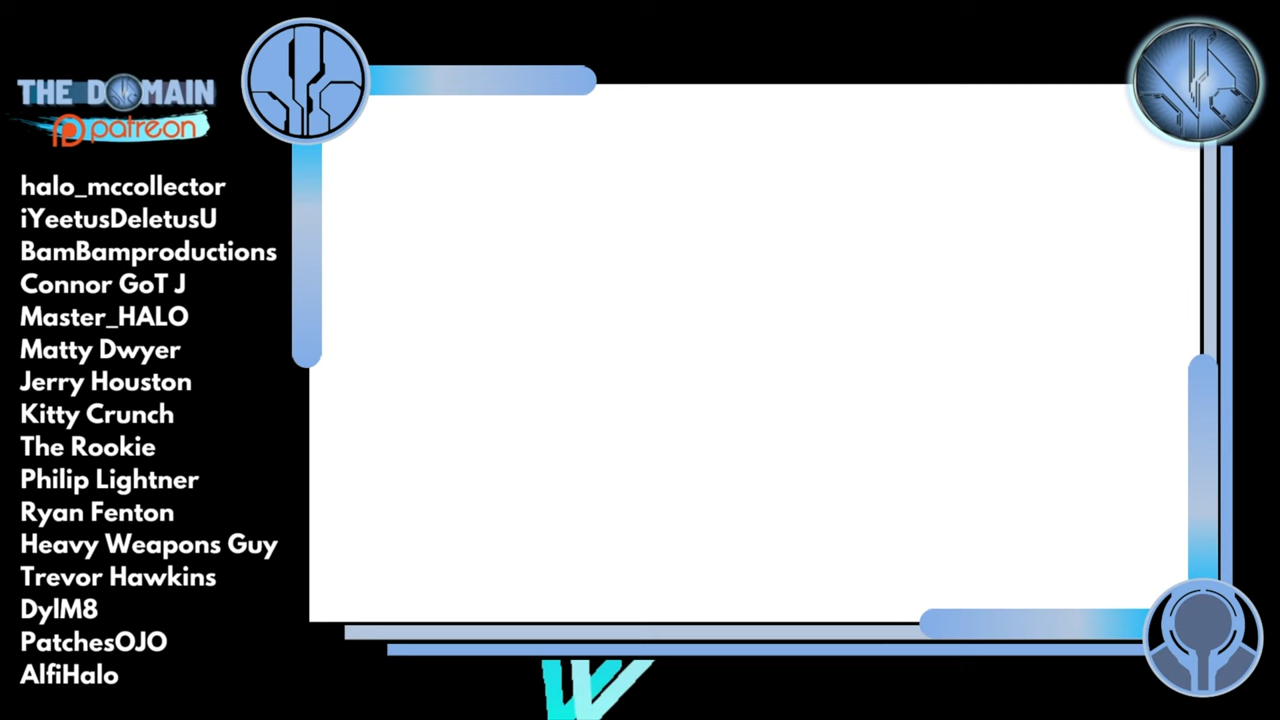 THE DOMAIN
patreon
halo_mccollector
iYeetusDeletusU
BamBamproductions
Connor GoT J
Master_HALO
Matty Dwyer
Jerry Houston
Kitty Crunch
The Rookie
Philip Lightner
Ryan Fenton
Heavy Weapons Guy
Trevor Hawkins
DylM8
PatchesOJO
AlfiHalo
W